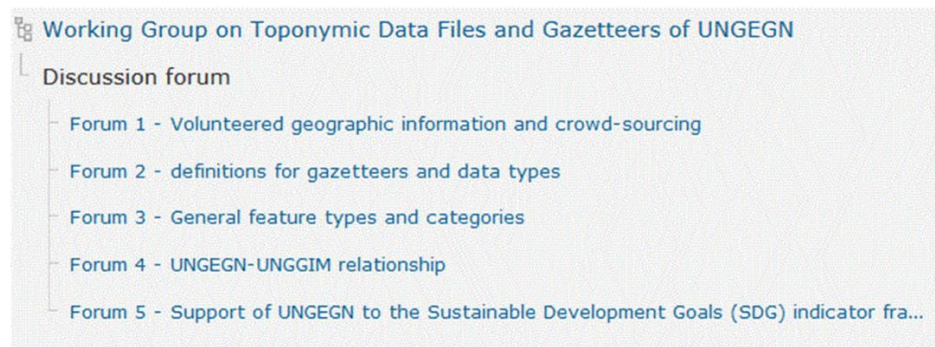 Working Group on Toponymic Data Files and Gazetteers of UNGEGN
Discussion forum
Forum 1 - Volunteered geographic information and crowd-sourcing
Forum 2 - definitions for gazetteers and data types
Forum 3 - General feature types and categories
Forum 4 - UNGEGN-UNGGIM relationship
Forum 5 - Support of UNGEGN to the Sustainable Development Goals (SDG) indicator fra...